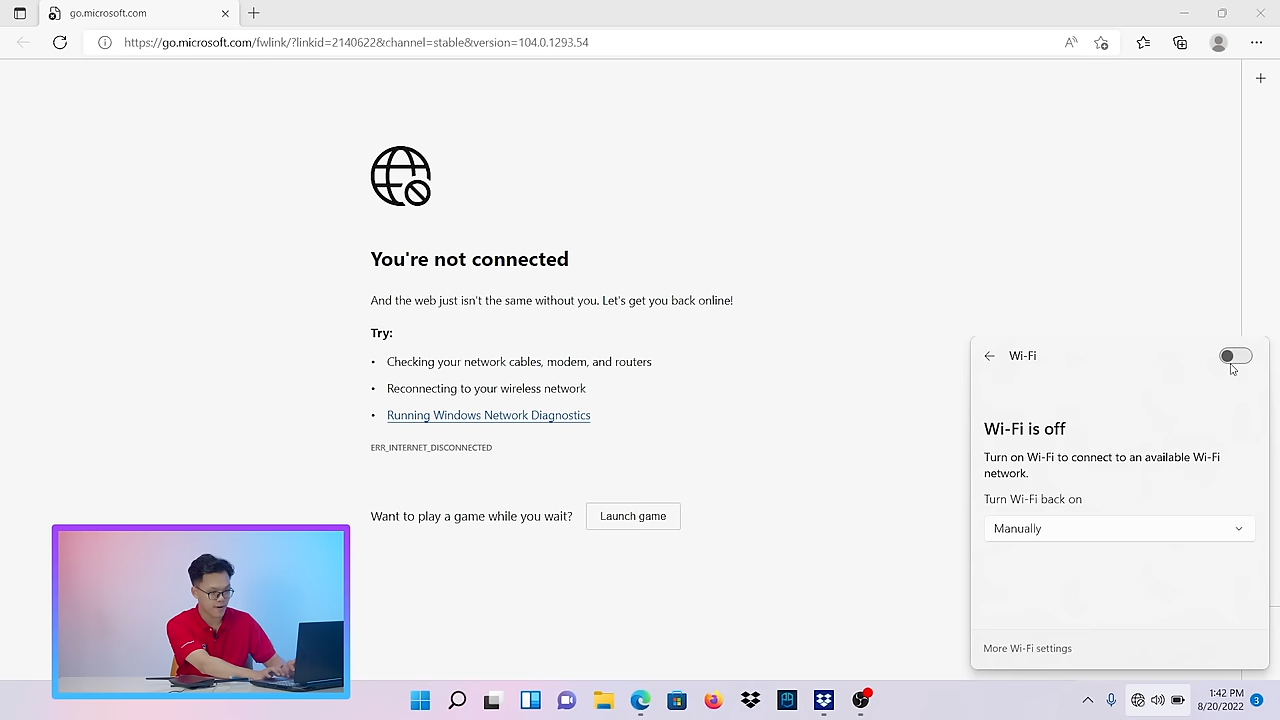 go.microsoft.com
https://go.microsoft.com/fwlink/?linkid=2140622&channel=stable&version=104.0.1293.54
You're not connected
And the web just isn't the same without you. Let's get you back online!
Try:
• Checking your network cables, modem, and routers
• Reconnecting to your wireless network
• Running Windows Network Diagnostics
ERR_INTERNET_DISCONNECTED
Want to play a game while you wait?
Launch game
Wi-Fi
Wi-Fi is off
Turn on Wi-Fi to connect to an available Wi-Fi
network.
Turn Wi-Fi back on
Manually
More Wi-Fi settings
1:42 PM
8/20/2022
3